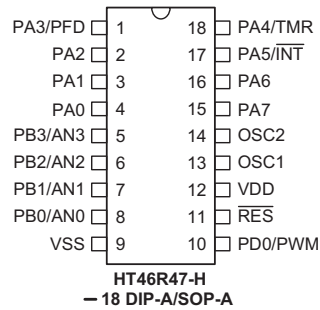 PA3/PFD 1 18 PA4/TMR
PA2 2 17 PA5/INT
PA1 3 16 PA6
PA0 4 15 PA7
PB3/AN3 5 14 OSC2
PB2/AN2 6 13 OSC1
PB1/AN1 7 12 VDD
PB0/AN0 8 11 RES
VSS 9 10 PD0/PWM
HT46R47-H
– 18 DIP-A/SOP-A